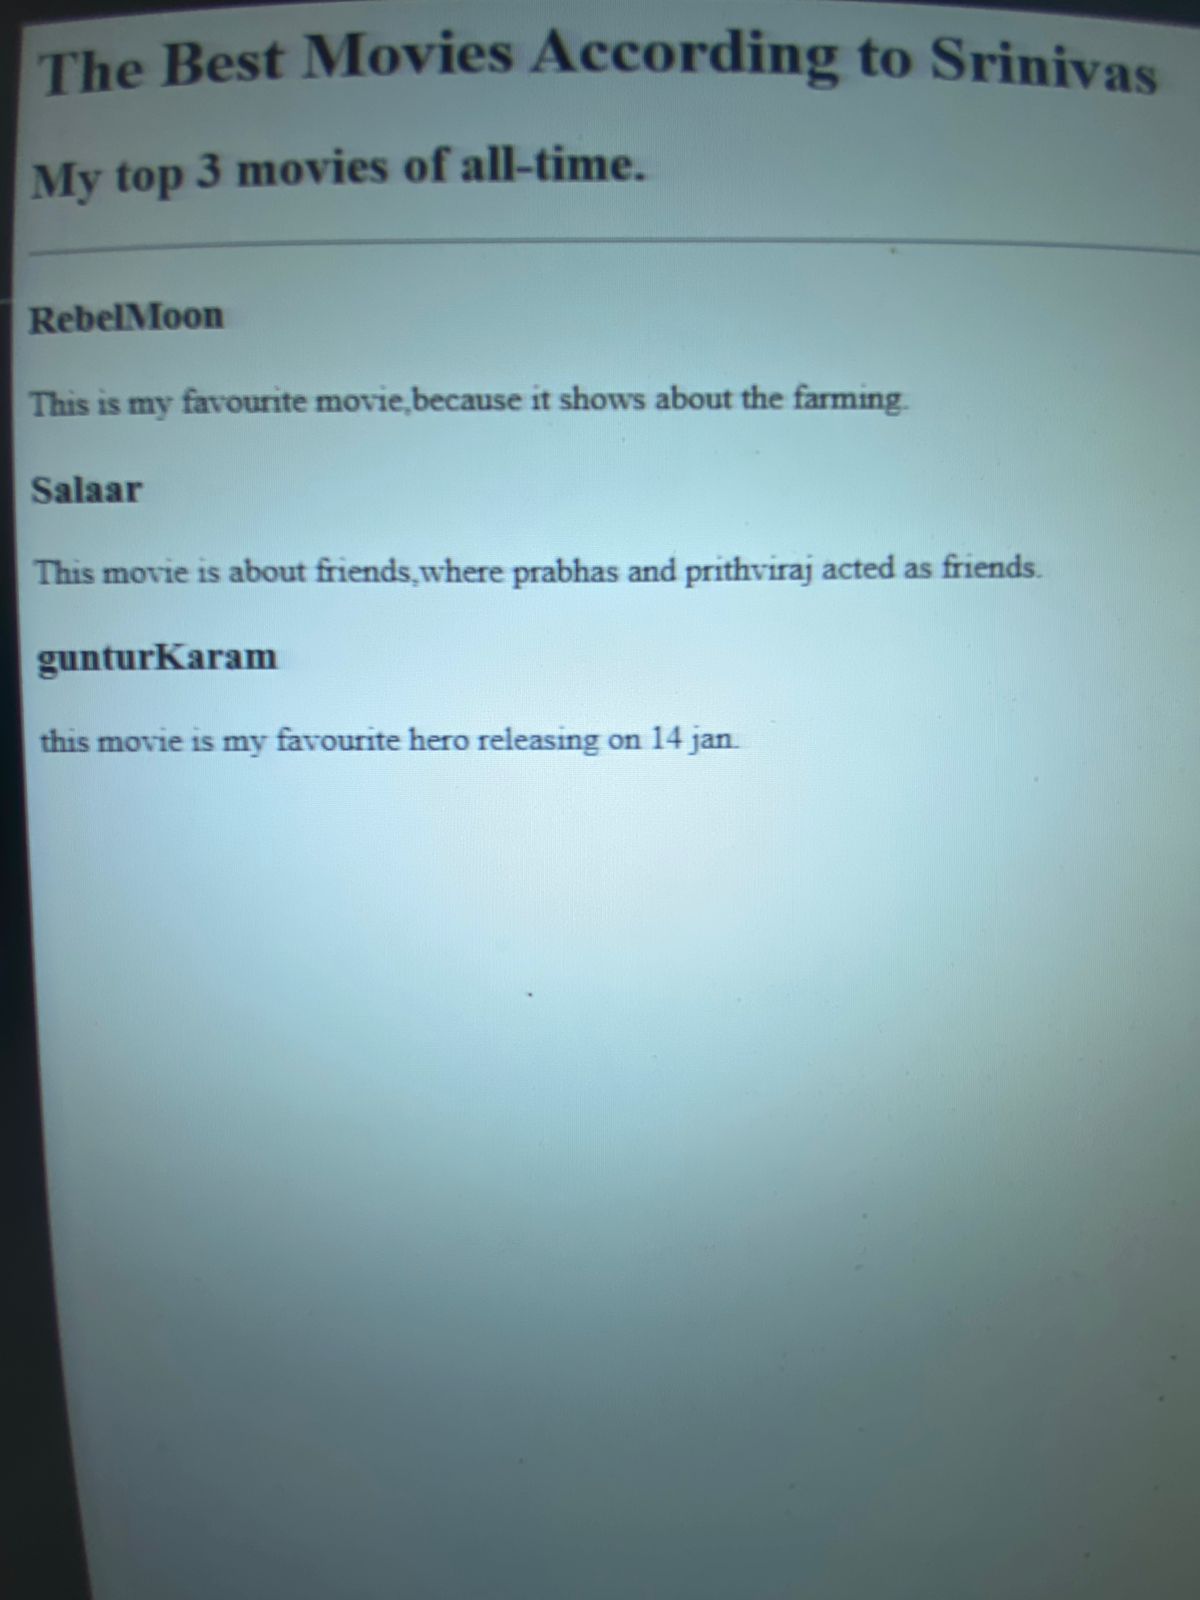 The Best Movies According to Srinivas
My top 3 movies of all-time.
RebelMoon
This is my favourite movie,because it shows about the farming.
Salaar
This movie is about friends,where prabhas and prithviraj acted as friends.
gunturKaram
this movie is my favourite hero releasing on 14 jan.